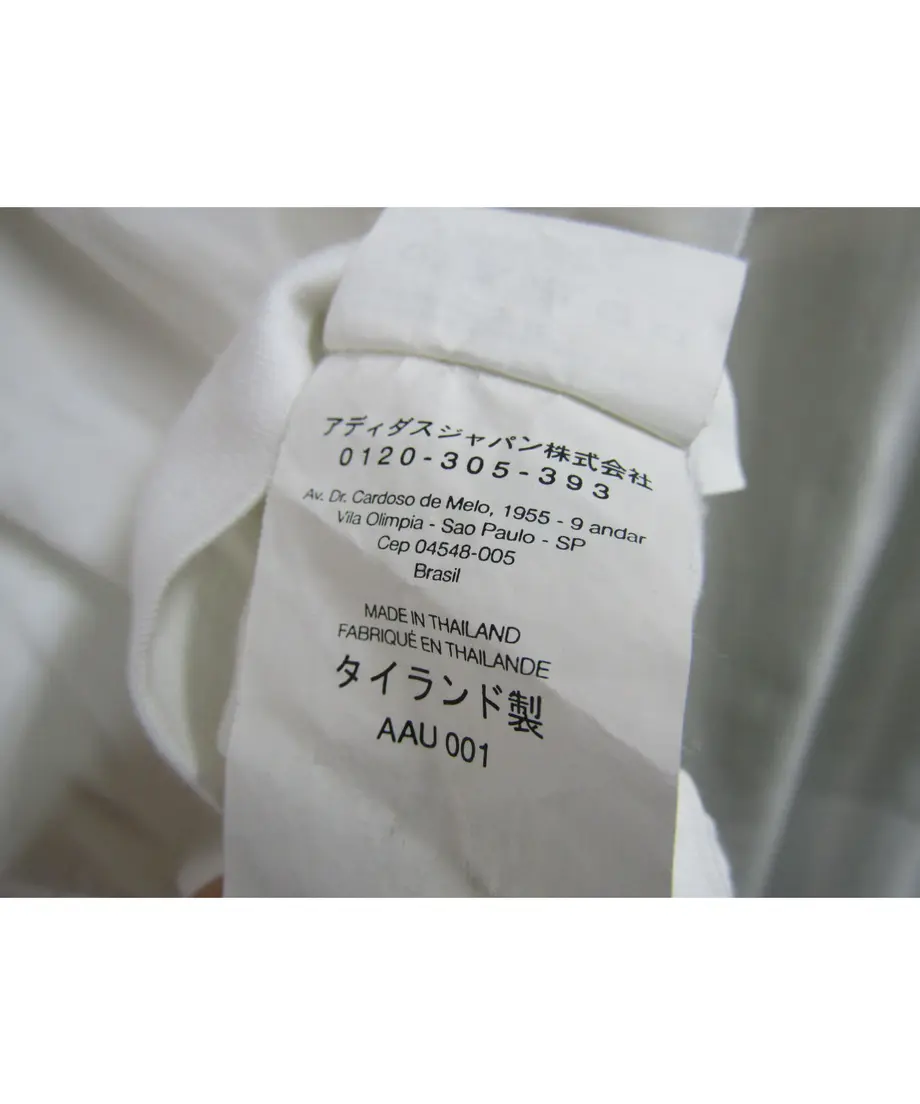 アディダスジャパン株式会社
0120-305-393
Av. Dr. Cardoso de Melo, 1955 - 9 andar
Vila Olimpia - Sao Paulo - SP
Cep 04548-005
Brasil
MADE IN THAILAND
FABRIQUÉ EN THAILANDE
タイランド製
AAU 001